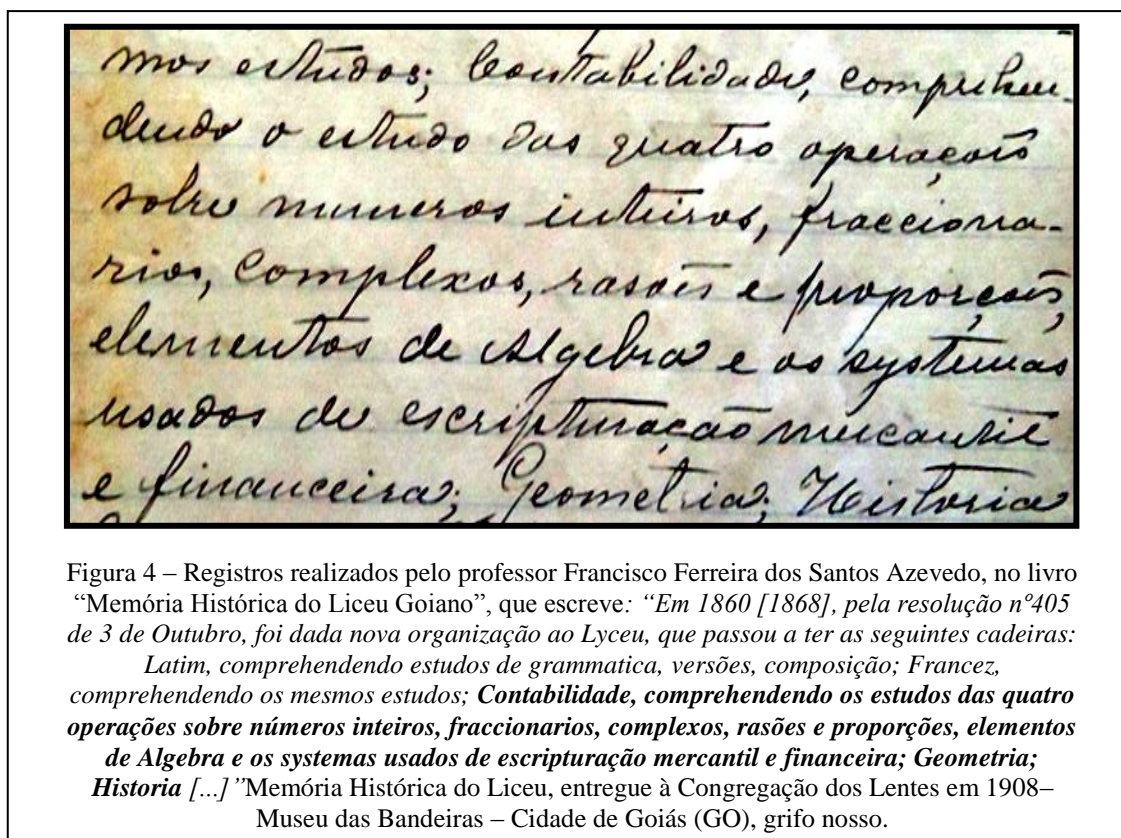 mos estudos; Contabilidade, comprehen-
dendo o estudo das quatro operações
sobre numeros inteiros, fracciona-
rios, complexos, rasões e proporções,
elementos de Algebra e os systemas
usados de escripturação mercantil
e financeira; Geometria; Historia
Figura 4 – Registros realizados pelo professor Francisco Ferreira dos Santos Azevedo, no livro
“Memória Histórica do Liceu Goiano”, que escreve: “Em 1860 [1868], pela resolução nº405
de 3 de Outubro, foi dada nova organização ao Lyceu, que passou a ter as seguintes cadeiras:
Latim, comprehendendo estudos de grammatica, versões, composição; Francez,
comprehendendo os mesmos estudos; Contabilidade, comprehendendo os estudos das quatro
operações sobre números inteiros, fraccionarios, complexos, rasões e proporções, elementos
de Algebra e os systemas usados de escripturação mercantil e financeira; Geometria;
Historia [...]”Memória Histórica do Liceu, entregue à Congregação dos Lentes em 1908–
Museu das Bandeiras – Cidade de Goiás (GO), grifo nosso.